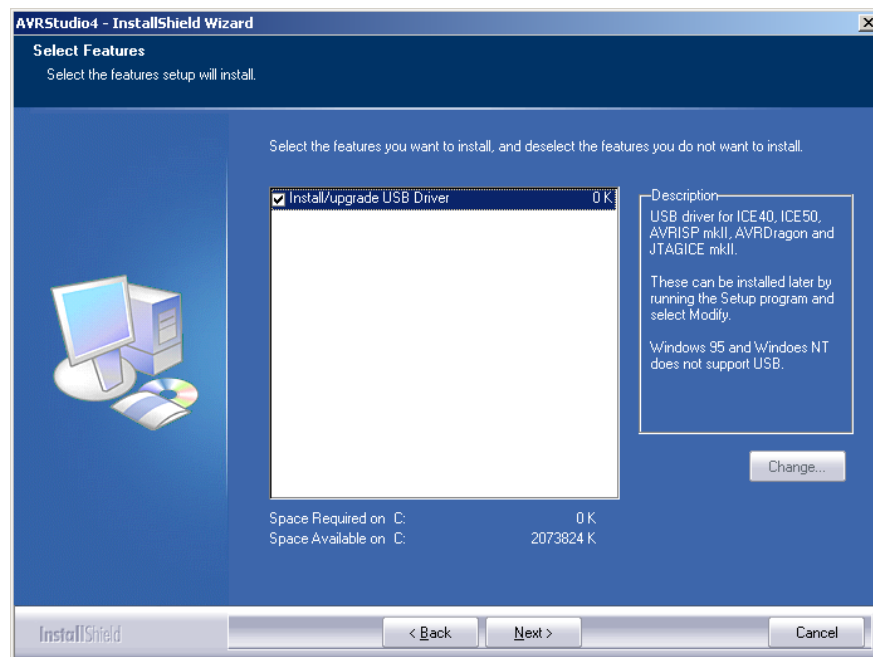 AVRStudio4 - InstallShield Wizard
Select Features
Select the features setup will install.
Select the features you want to install, and deselect the features you do not want to install.
Install/upgrade USB Driver 0 K
Description
USB driver for ICE40, ICE50,
AVRISP mkII, AVRDragon and
JTAGICE mkII.
These can be installed later by
running the Setup program and
select Modify.
Windows 95 and Windoes NT
does not support USB.
Change...
Space Required on C: 0 K
Space Available on C: 2073824 K
InstallShield
< Back
Next >
Cancel